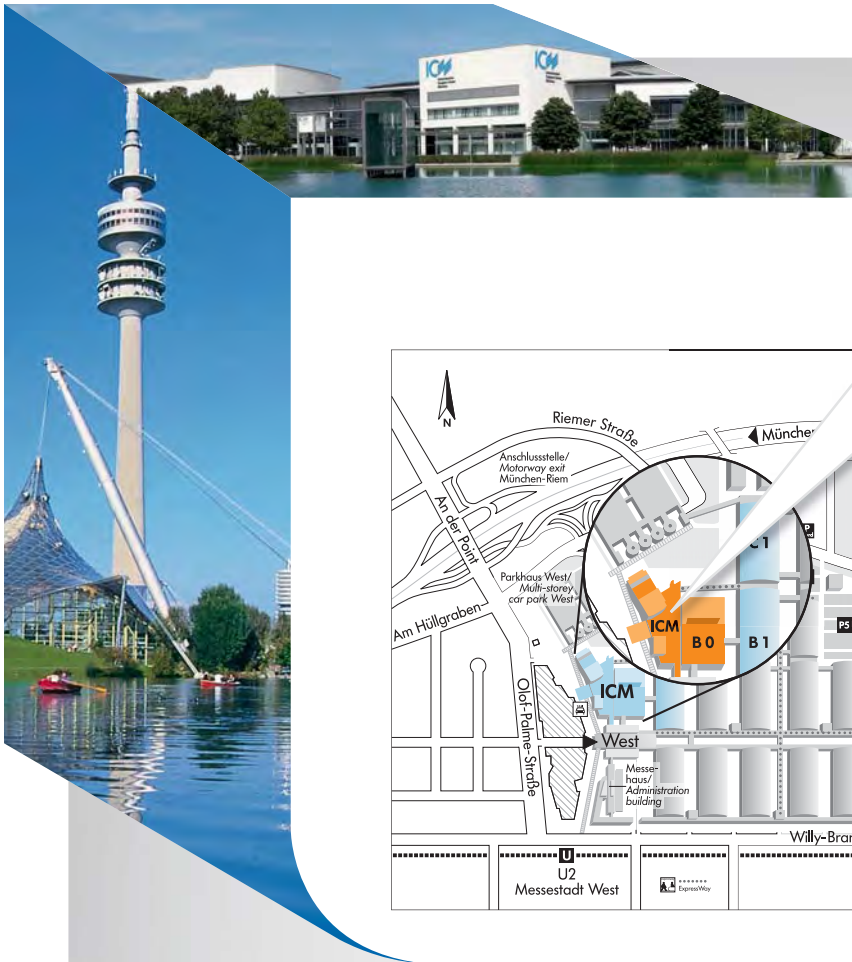 ICM
ICM
N
Riemer Straße
Münche
Anschlussstelle/
Motorway exit
München-Riem
An der Point
C 1
P
Parkhaus West/
Multi-storey
car park West
Am Hüllgraben
ICM
B 0
B 1
P5
ICM
Olof-Palme-Straße
West
Messe-
haus/
Administration
building
Willy-Bran
U
U2
Messestadt West
ExpressWay